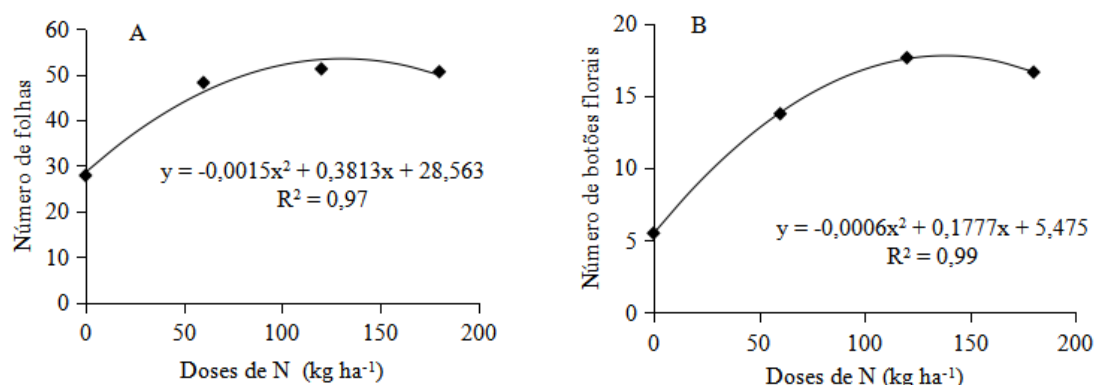 A
Número de folhas
60
50
40
30
20
10
0
y = -0,0015x² + 0,3813x + 28,563
R² = 0,97
0 50 100 150 200
Doses de N (kg ha⁻¹)
B
Número de botões florais
20
15
10
5
0
y = -0,0006x² + 0,1777x + 5,475
R² = 0,99
0 50 100 150 200
Doses de N (kg ha⁻¹)